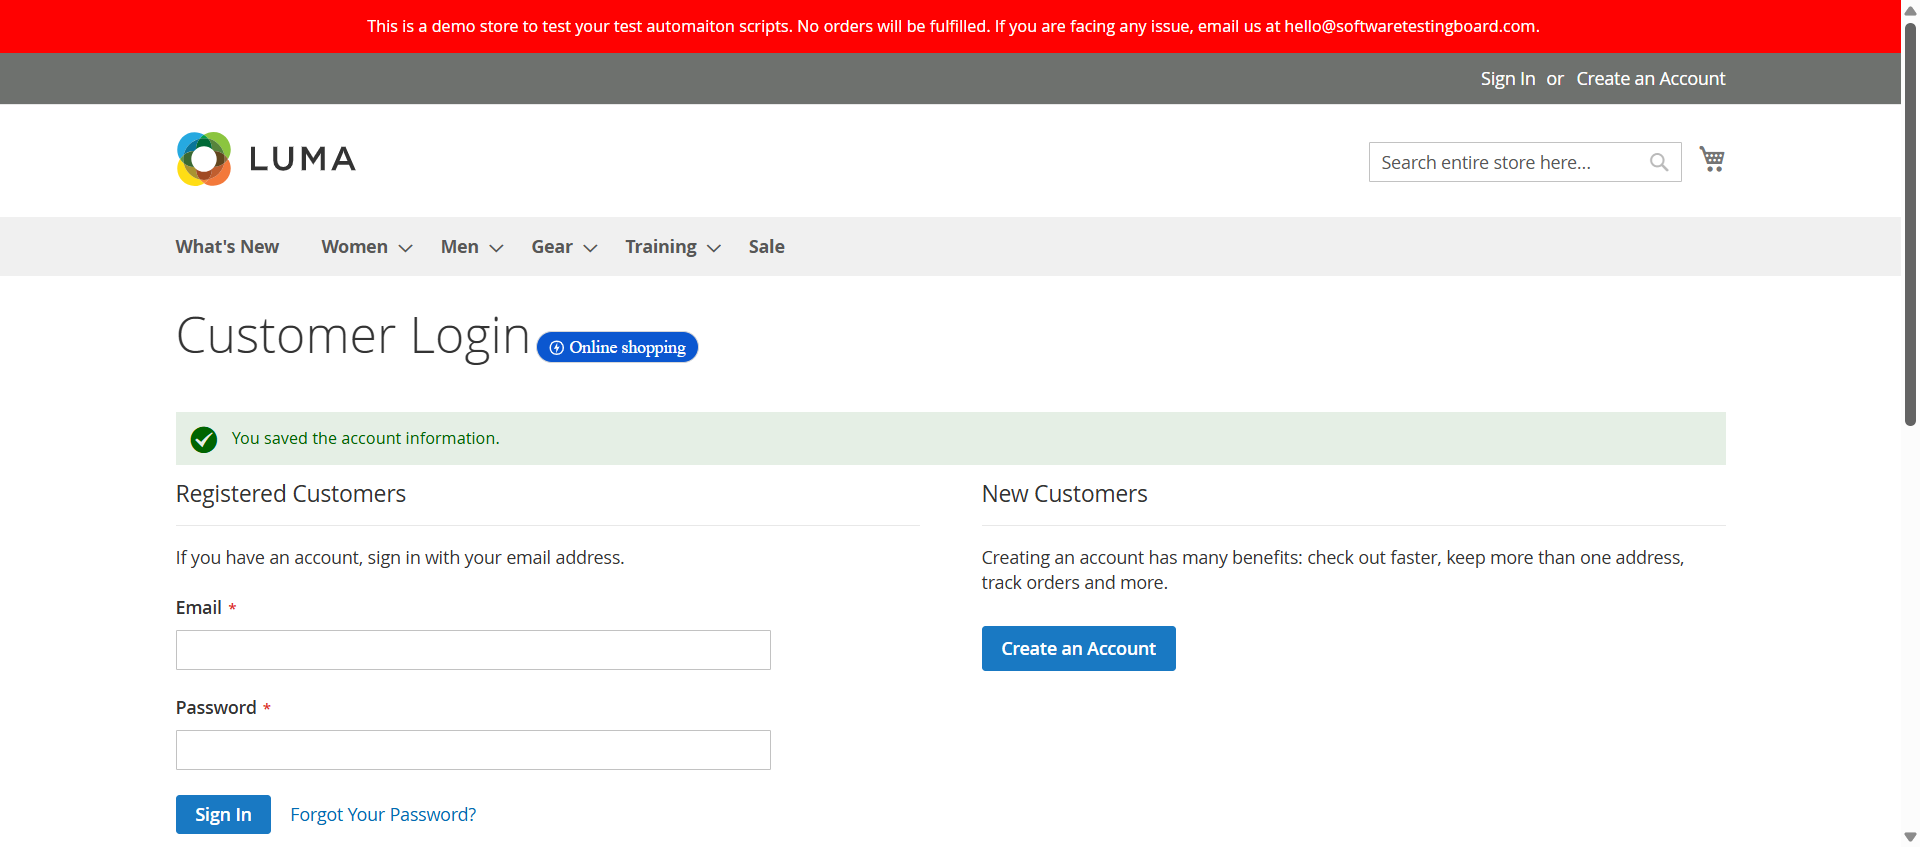 This is a demo store to test your test automaiton scripts. No orders will be fulfilled. If you are facing any issue, email us at hello@softwaretestingboard.com.
Sign In or Create an Account
LUMA
Search entire store here...
What's New Women Men Gear Training Sale
Customer Login
Online shopping
You saved the account information.
Registered Customers
If you have an account, sign in with your email address.
Email *
Password *
Sign In Forgot Your Password?
New Customers
Creating an account has many benefits: check out faster, keep more than one address,
track orders and more.
Create an Account